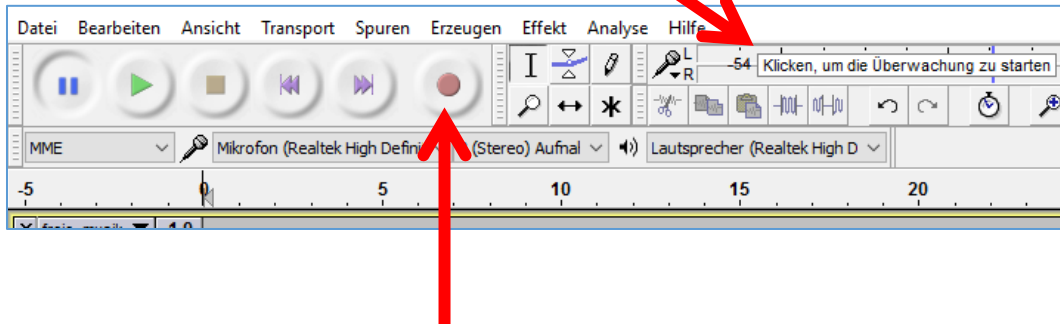 Datei Bearbeiten Ansicht Transport Spuren Erzeugen Effekt Analyse Hilfe
L
-54 Klicken, um die Überwachung zu starten
R
MME Mikrofon (Realtek High Defini (Stereo) Aufnal Lautsprecher (Realtek High D
-5 0 5 10 15 20
X freie_musik 1,0